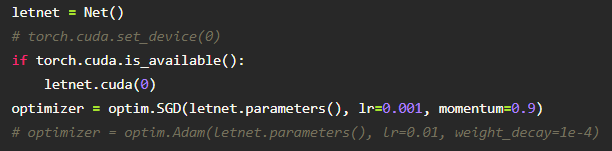 letnet = Net()
# torch.cuda.set_device(0)
if torch.cuda.is_available():
    letnet.cuda(0)
optimizer = optim.SGD(letnet.parameters(), lr=0.001, momentum=0.9)
# optimizer = optim.Adam(letnet.parameters(), lr=0.01, weight_decay=1e-4)